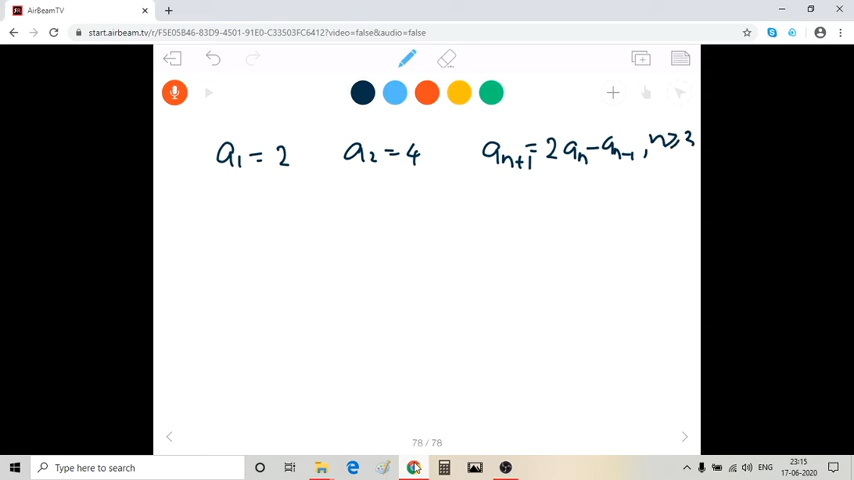 AirBeamTV
start.airbeam.tv/r/F5E05B46-83D9-4501-91E0-C33503FC6412?video=false&audio=false
a₁ = 2 a₂ = 4 aₙ₊₁ = 2aₙ - aₙ₋₁, n ≥ 3
78 / 78
Type here to search
ENG
23:15
17-06-2020